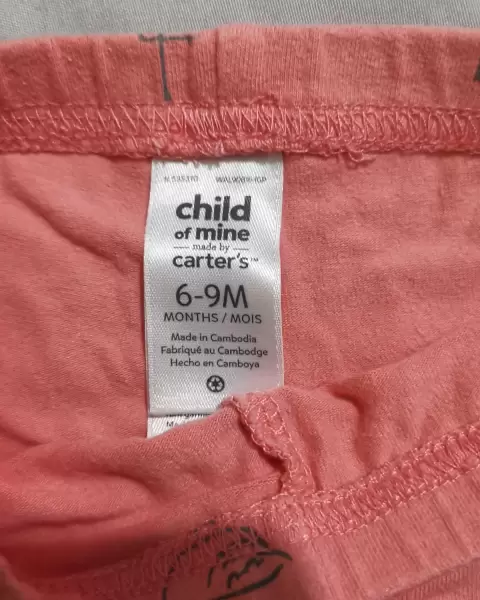 child
of mine
made by
carter's™
6-9M
MONTHS / MOIS
Made in Cambodia
Fabriqué au Cambodge
Hecho en Camboya